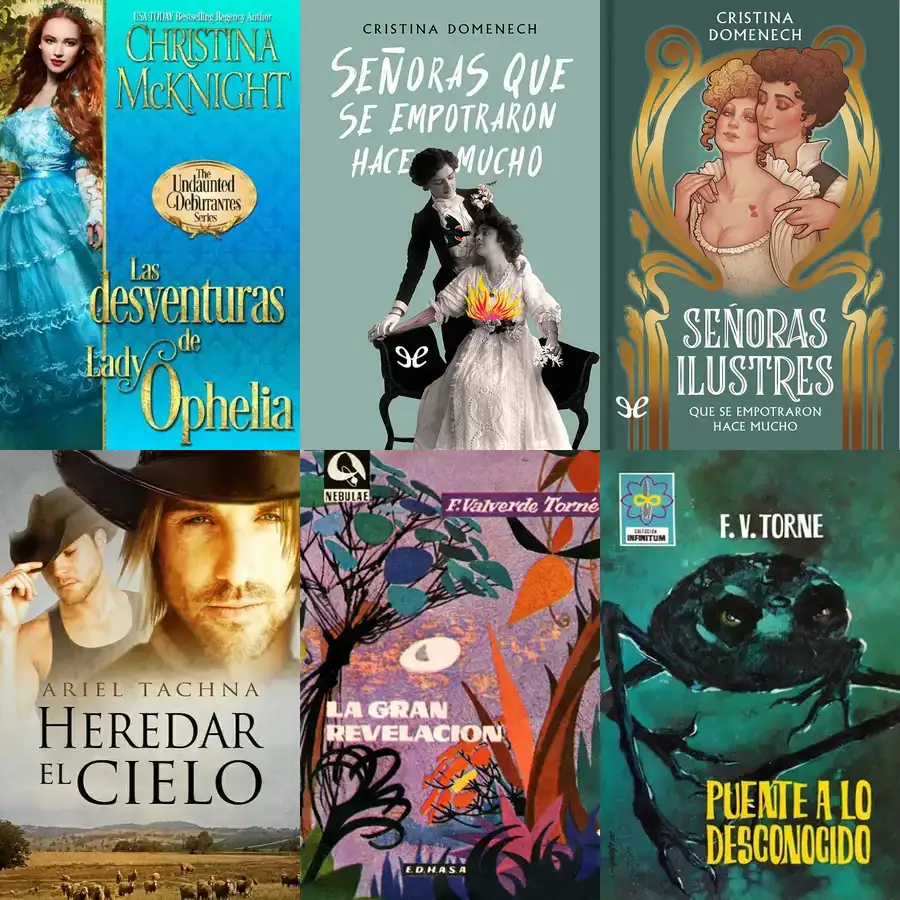 USA TODAY Bestselling Regency Author
CHRISTINA
MCKNIGHT
The
Undaunted
Debutantes
Series
Las
desventuras
de
Lady
Ophelia
CRISTINA DOMENECH
SEÑORAS QUE
SE EMPOTRARON
HACE MUCHO
CRISTINA
DOMENECH
SEÑORAS
ILUSTRES
QUE SE EMPOTRARON
HACE MUCHO
ARIEL TACHNA
HEREDAR
EL CIELO
NEBULAE
F. Valverde Torné
LA GRAN
REVELACION
E.D.H.A.S.A.
COLECCIÓN
INFINITUM
F. V. TORNE
PUENTE A LO
DESCONOCIDO